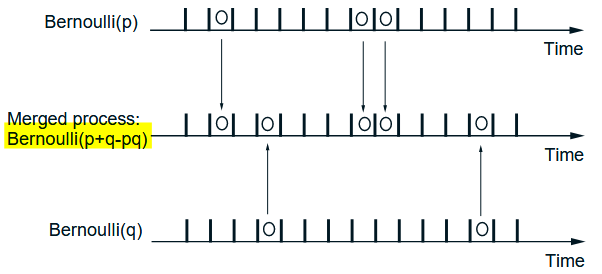 Bernoulli(p)
Time
Merged process:
Bernoulli(p+q-pq)
Time
Bernoulli(q)
Time